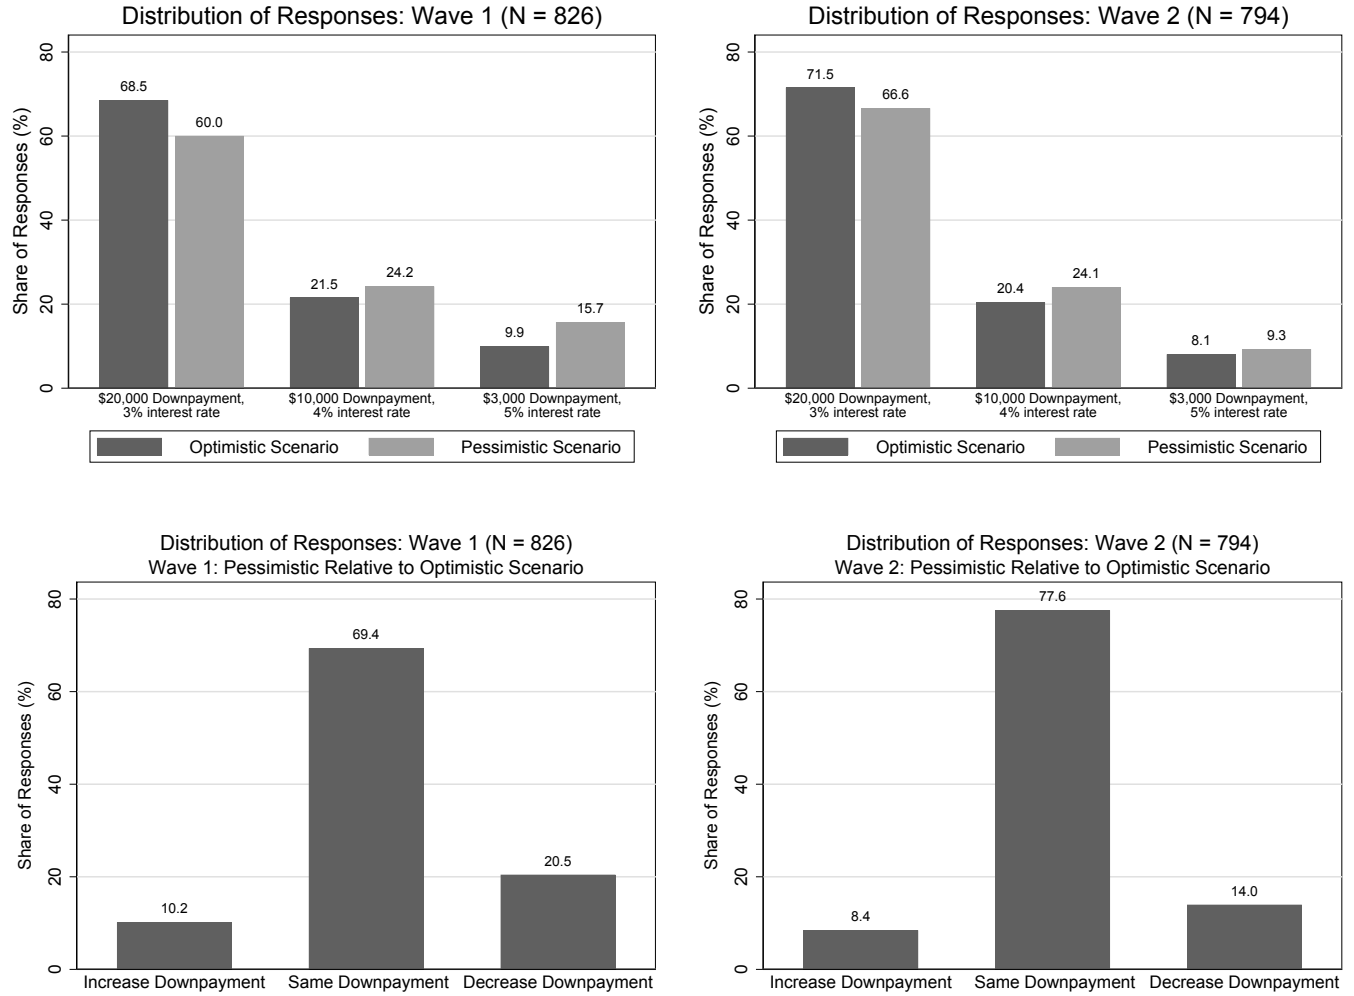 Distribution of Responses: Wave 1 (N = 826)
Share of Responses (%)
80
60
40
20
0
68.5
60.0
21.5
24.2
9.9
15.7
$20,000 Downpayment,
3% interest rate
$10,000 Downpayment,
4% interest rate
$3,000 Downpayment,
5% interest rate
Optimistic Scenario
Pessimistic Scenario
Distribution of Responses: Wave 2 (N = 794)
Share of Responses (%)
80
60
40
20
0
71.5
66.6
20.4
24.1
8.1
9.3
$20,000 Downpayment,
3% interest rate
$10,000 Downpayment,
4% interest rate
$3,000 Downpayment,
5% interest rate
Optimistic Scenario
Pessimistic Scenario
Distribution of Responses: Wave 1 (N = 826)
Wave 1: Pessimistic Relative to Optimistic Scenario
Share of Responses (%)
80
60
40
20
0
10.2
69.4
20.5
Increase Downpayment
Same Downpayment
Decrease Downpayment
Distribution of Responses: Wave 2 (N = 794)
Wave 2: Pessimistic Relative to Optimistic Scenario
Share of Responses (%)
80
60
40
20
0
8.4
77.6
14.0
Increase Downpayment
Same Downpayment
Decrease Downpayment